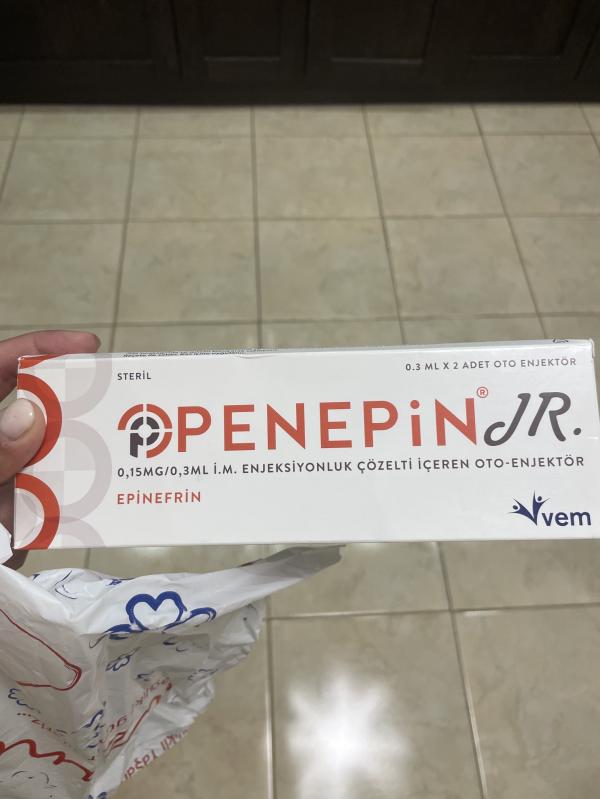 STERİL
0.3 ML X 2 ADET OTO ENJEKTÖR
PENEPiN® JR.
0,15MG/0,3ML İ.M. ENJEKSİYONLUK ÇÖZELTİ İÇEREN OTO-ENJEKTÖR
EPİNEFRİN
vem